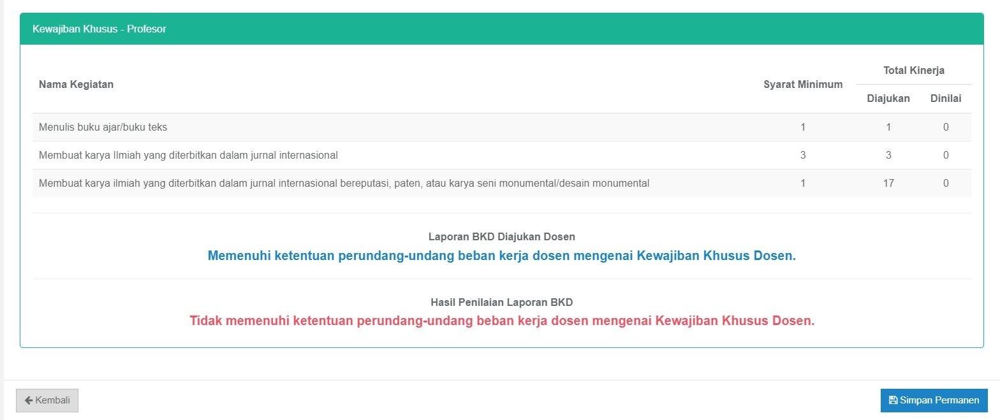 Kewajiban Khusus - Profesor
Nama Kegiatan
Syarat Minimum
Total Kinerja
Diajukan Dinilai
Menulis buku ajar/buku teks 1 1 0
Membuat karya Ilmiah yang diterbitkan dalam jurnal internasional 3 3 0
Membuat karya ilmiah yang diterbitkan dalam jurnal internasional bereputasi, paten, atau karya seni monumental/desain monumental 1 17 0
Laporan BKD Diajukan Dosen
Memenuhi ketentuan perundang-undang beban kerja dosen mengenai Kewajiban Khusus Dosen.
Hasil Penilaian Laporan BKD
Tidak memenuhi ketentuan perundang-undang beban kerja dosen mengenai Kewajiban Khusus Dosen.
Kembali
Simpan Permanen